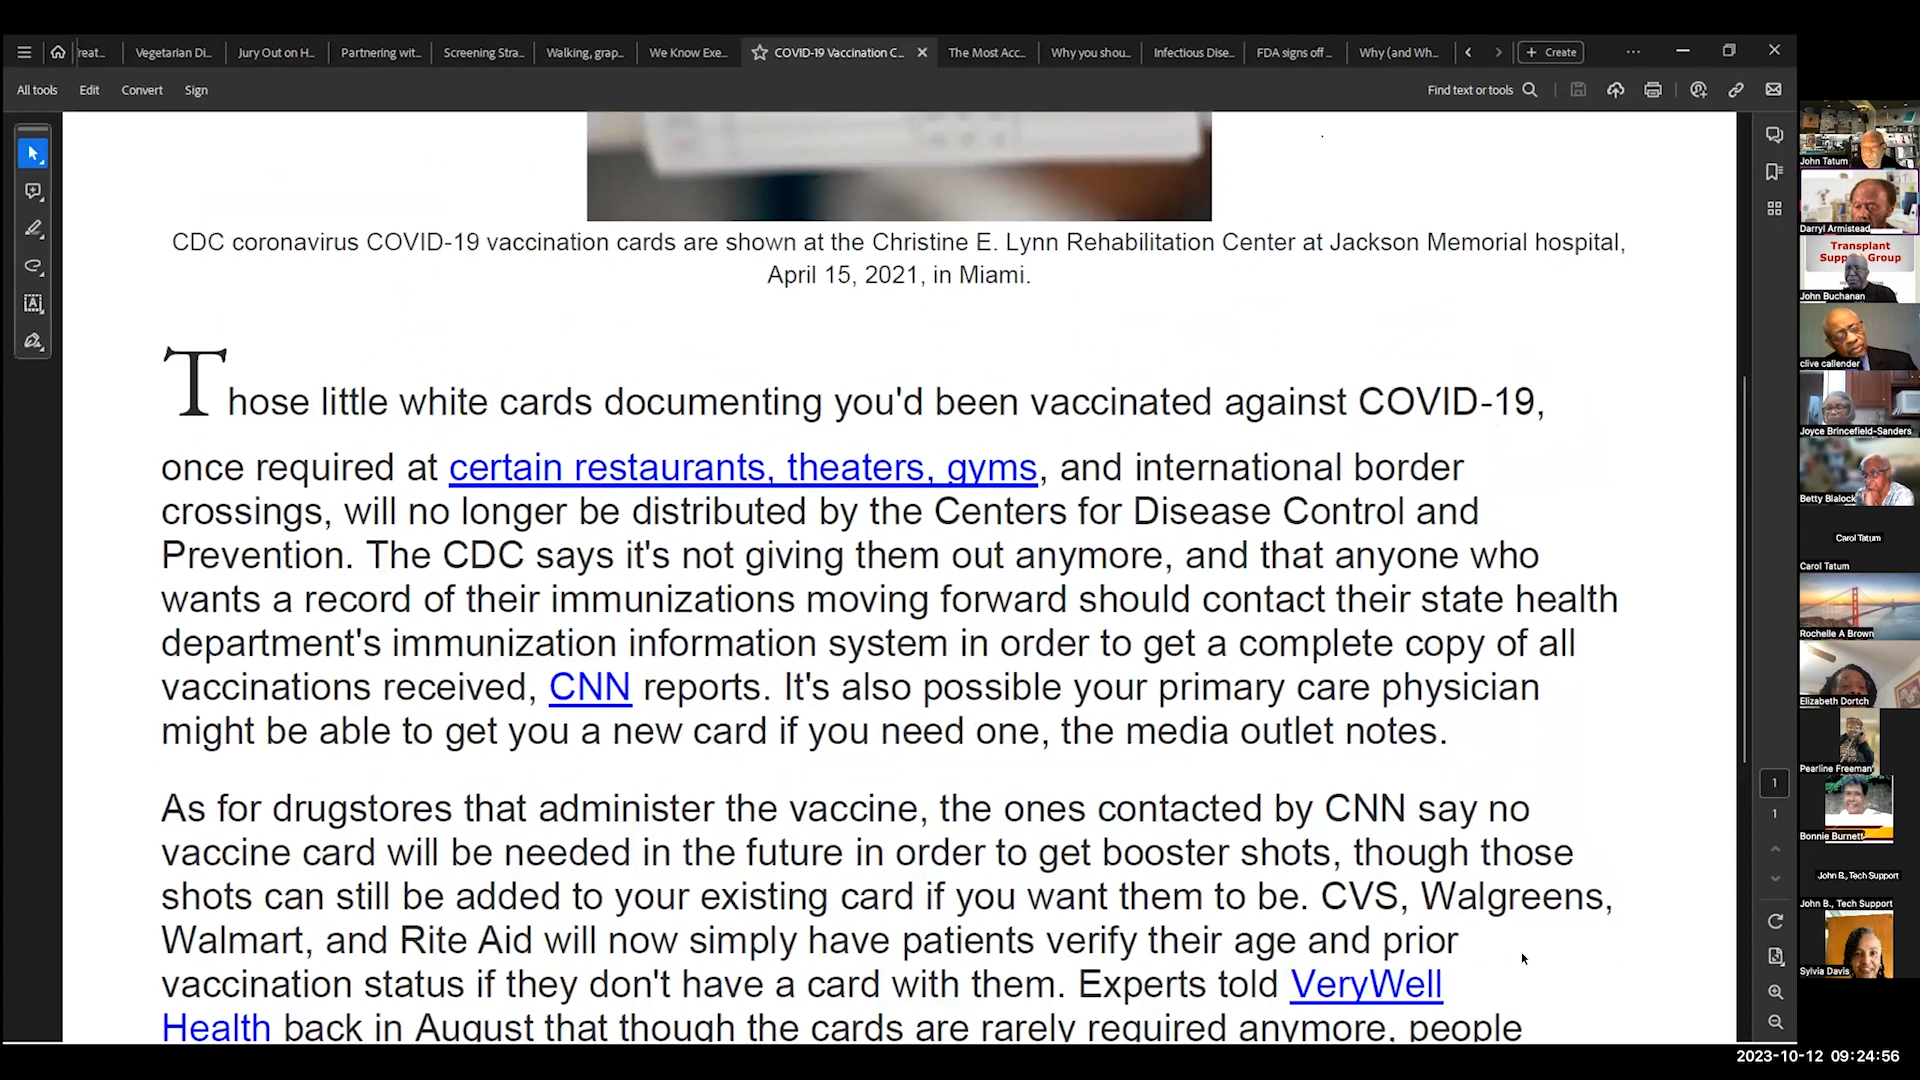 reat...
Vegetarian Di...
Jury Out on H...
Partnering wit...
Screening Stra...
Walking, grap...
We Know Exe...
COVID-19 Vaccination C...
The Most Acc...
Why you shou...
Infectious Dise...
FDA signs off ...
Why (and Wh...
Create
All tools
Edit
Convert
Sign
Find text or tools
CDC coronavirus COVID-19 vaccination cards are shown at the Christine E. Lynn Rehabilitation Center at Jackson Memorial hospital,
April 15, 2021, in Miami.
Those little white cards documenting you'd been vaccinated against COVID-19,
once required at certain restaurants, theaters, gyms, and international border
crossings, will no longer be distributed by the Centers for Disease Control and
Prevention. The CDC says it's not giving them out anymore, and that anyone who
wants a record of their immunizations moving forward should contact their state health
department's immunization information system in order to get a complete copy of all
vaccinations received, CNN reports. It's also possible your primary care physician
might be able to get you a new card if you need one, the media outlet notes.
As for drugstores that administer the vaccine, the ones contacted by CNN say no
vaccine card will be needed in the future in order to get booster shots, though those
shots can still be added to your existing card if you want them to be. CVS, Walgreens,
Walmart, and Rite Aid will now simply have patients verify their age and prior
vaccination status if they don't have a card with them. Experts told VeryWell
Health back in August that though the cards are rarely required anymore, people
1
1
John Tatum
Darryl Armistead
Transplant
Support Group
John Buchanan
clive callender
Joyce Brincefield-Sanders
Betty Blalock
Carol Tatum
Carol Tatum
Rochelle A Brown
Elizabeth Dortch
Pearline Freeman
Bonnie Burnett
John B., Tech Support
John B., Tech Support
Sylvia Davis
2023-10-12 09:24:56